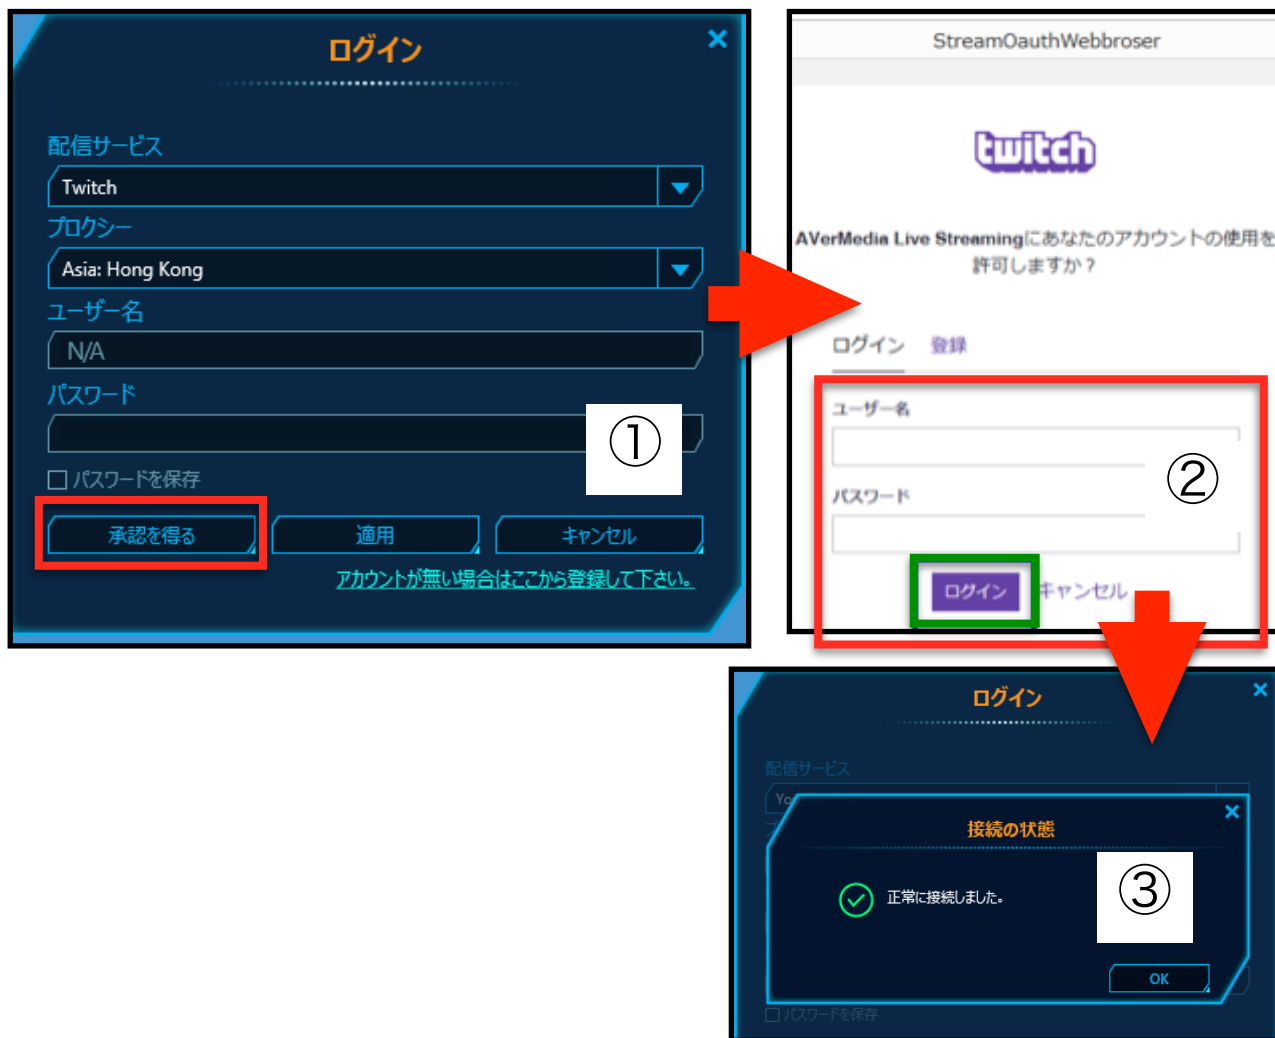 ログイン
配信サービス
Twitch
プロクシー
Asia: Hong Kong
ユーザー名
N/A
パスワード
①
パスワードを保存
承認を得る
適用
キャンセル
アカウントが無い場合はここから登録して下さい。
StreamOauthWebbroser
twitch
AVerMedia Live Streamingにあなたのアカウントの使用を
許可しますか？
ログイン 登録
ユーザー名
②
パスワード
ログイン キャンセル
ログイン
配信サービス
Yo
接続の状態
正常に接続しました。
③
OK
パスワードを保存